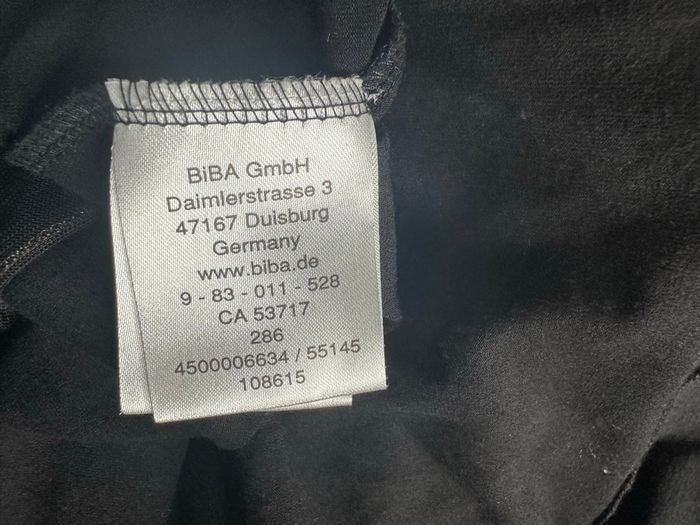 BiBA GmbH
Daimlerstrasse 3
47167 Duisburg
Germany
www.biba.de
9 - 83 - 011 - 528
CA 53717
286
4500006634 / 55145
108615